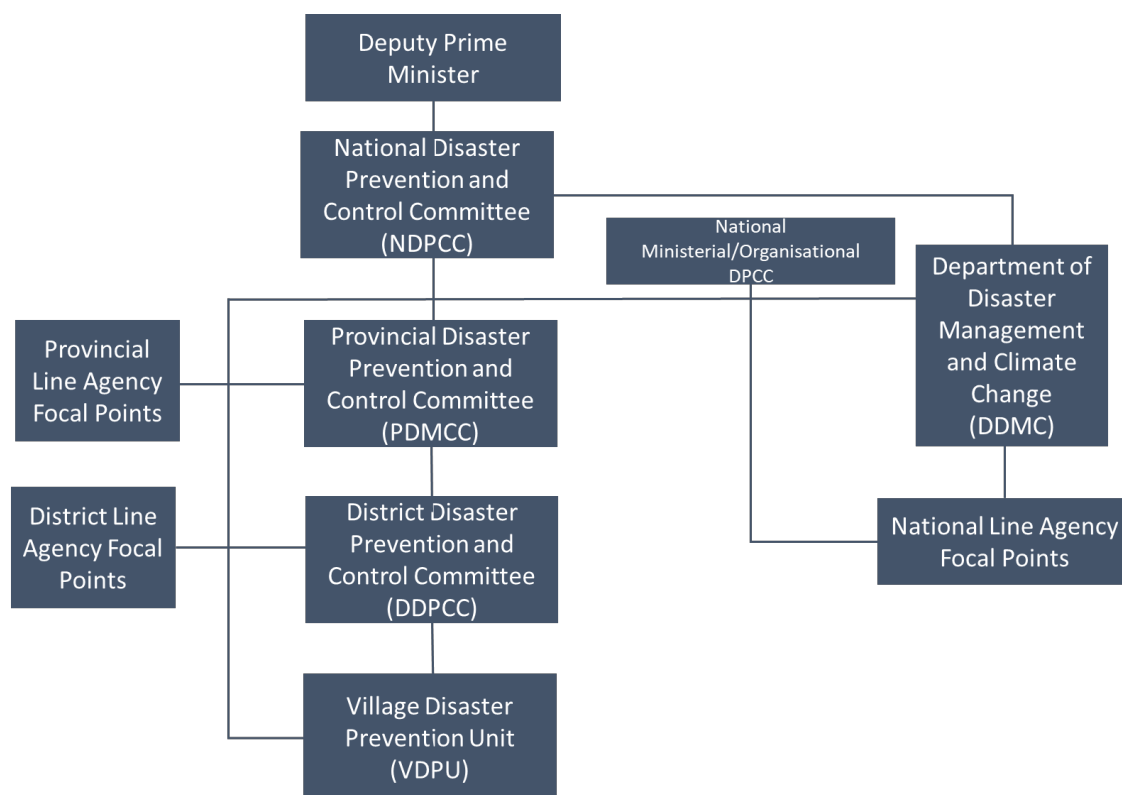 Deputy Prime
Minister
National Disaster
Prevention and
Control Committee
(NDPCC)
National
Ministerial/Organisational
DPCC
Department of
Disaster
Management
and Climate
Change
(DDMC)
Provincial
Line Agency
Focal Points
Provincial Disaster
Prevention and
Control Committee
(PDMCC)
District Line
Agency Focal
Points
District Disaster
Prevention and
Control Committee
(DDPCC)
National Line Agency
Focal Points
Village Disaster
Prevention Unit
(VDPU)